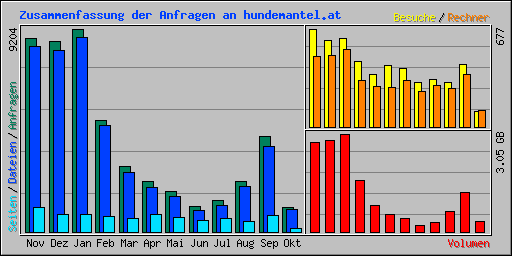 Zusammenfassung der Anfragen an hundemantel.at
Besuche / Rechner
9204
677
Seiten / Dateien / Anfragen
3.05 GB
Nov Dez Jan Feb Mar Apr Mai Jun Jul Aug Sep Okt
Volumen